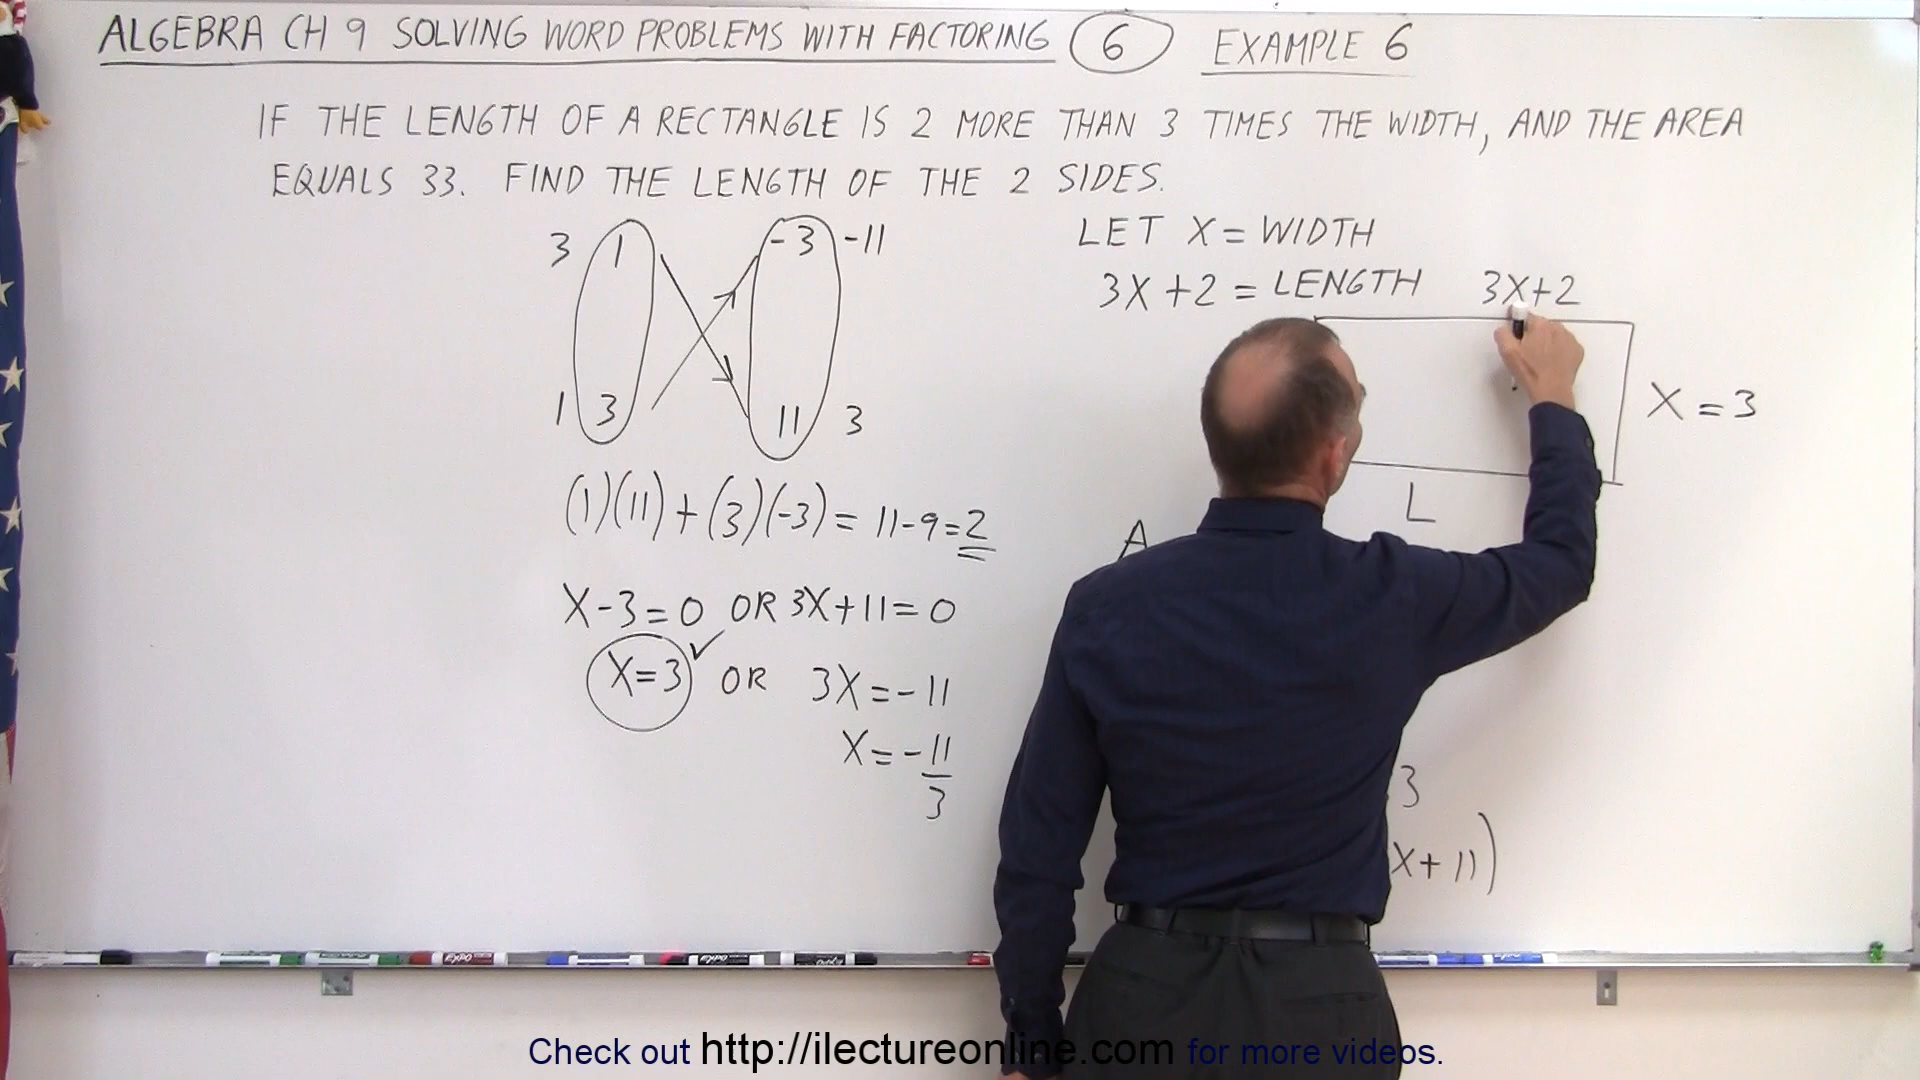 ALGEBRA CH 9 SOLVING WORD PROBLEMS WITH FACTORING 6 EXAMPLE 6
IF THE LENGTH OF A RECTANGLE IS 2 MORE THAN 3 TIMES THE WIDTH, AND THE AREA
EQUALS 33. FIND THE LENGTH OF THE 2 SIDES.
3 1 -3 -11
1 3 11 3
(1)(11) + (3)(-3) = 11-9=2
X-3=0 OR 3X+11=0
X=3 ✓ OR 3X=-11
X=-11/3
LET X = WIDTH
3X+2 = LENGTH 3X+2
X = 3
L
A
3
X+11)
EXPO
EXPO
Check out http://ilectureonline.com for more videos.